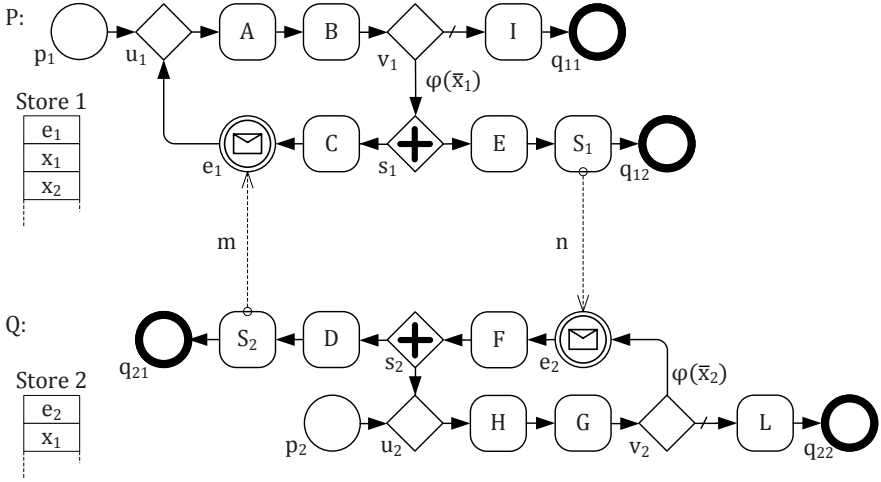 P:
p₁
u₁
A
B
v₁
I
q₁₁
φ(x̅₁)
Store 1
e₁
x₁
x₂
e₁
C
s₁
E
S₁
q₁₂
m
n
Q:
q₂₁
S₂
D
s₂
F
e₂
φ(x̅₂)
Store 2
e₂
x₁
p₂
u₂
H
G
v₂
L
q₂₂